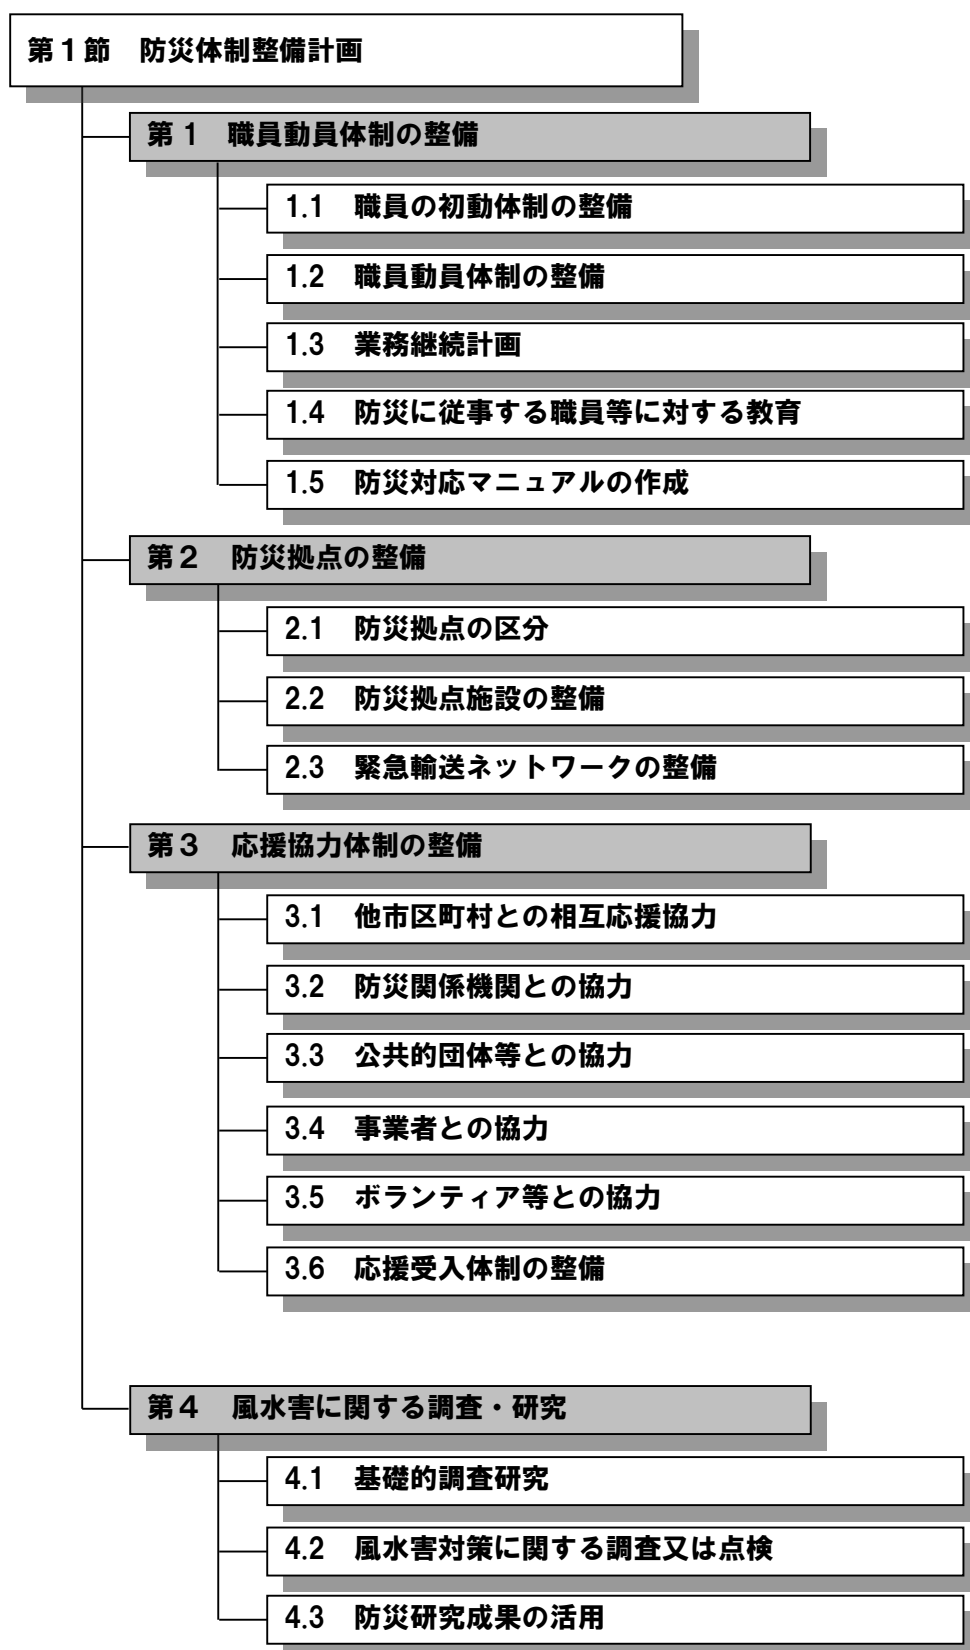 第１節　防災体制整備計画
第１　職員動員体制の整備
1.1　職員の初動体制の整備
1.2　職員動員体制の整備
1.3　業務継続計画
1.4　防災に従事する職員等に対する教育
1.5　防災対応マニュアルの作成
第２　防災拠点の整備
2.1　防災拠点の区分
2.2　防災拠点施設の整備
2.3　緊急輸送ネットワークの整備
第３　応援協力体制の整備
3.1　他市区町村との相互応援協力
3.2　防災関係機関との協力
3.3　公共的団体等との協力
3.4　事業者との協力
3.5　ボランティア等との協力
3.6　応援受入体制の整備
第４　風水害に関する調査・研究
4.1　基礎的調査研究
4.2　風水害対策に関する調査又は点検
4.3　防災研究成果の活用